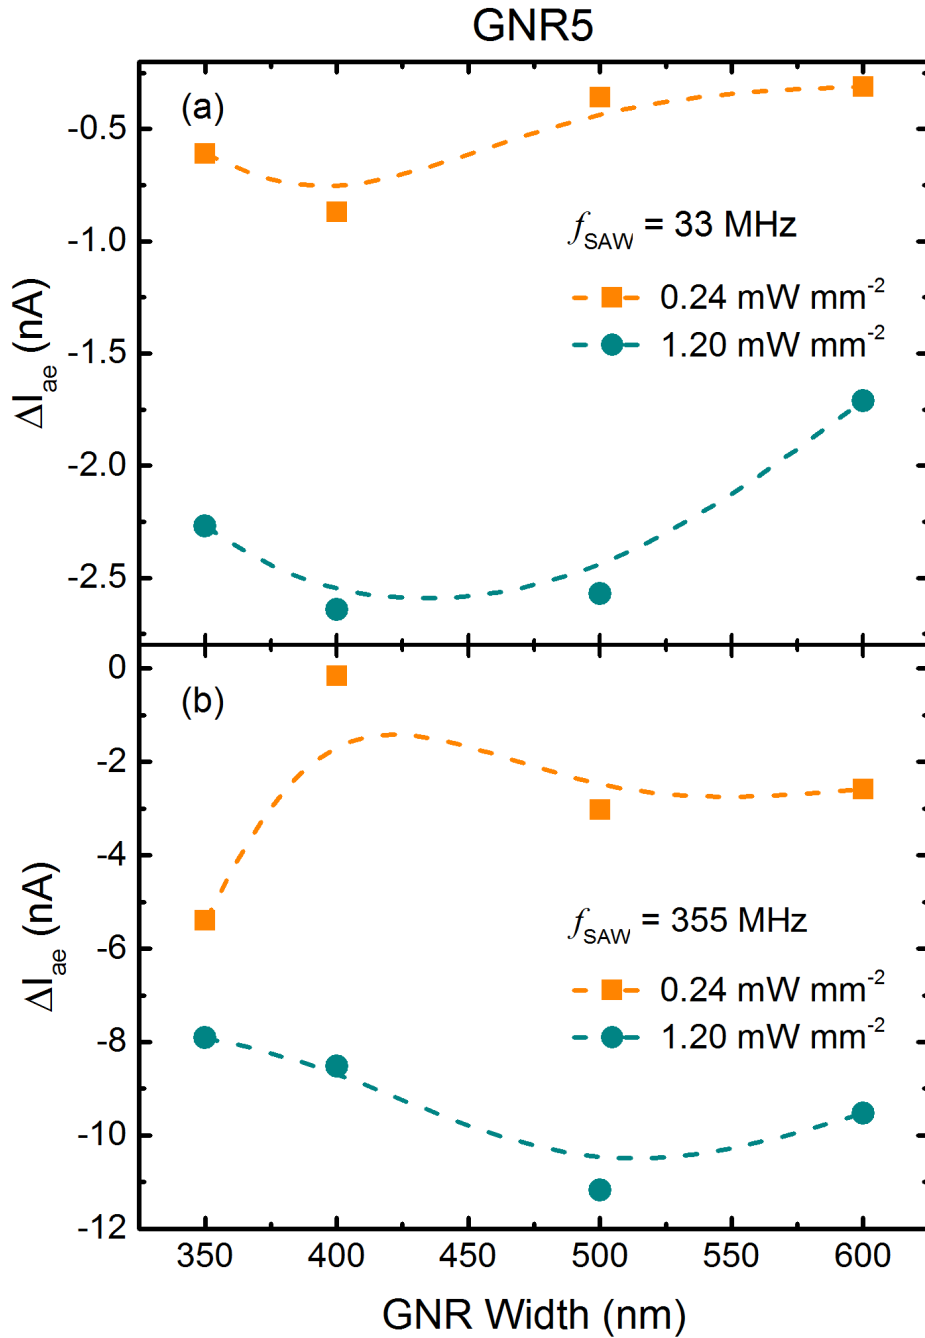 GNR5
(a)
-0.5
-1.0
-1.5
-2.0
-2.5
ΔI_ae (nA)
f_SAW = 33 MHz
0.24 mW mm⁻²
1.20 mW mm⁻²
(b)
0
-2
-4
-6
-8
-10
-12
ΔI_ae (nA)
f_SAW = 355 MHz
0.24 mW mm⁻²
1.20 mW mm⁻²
350 400 450 500 550 600
GNR Width (nm)